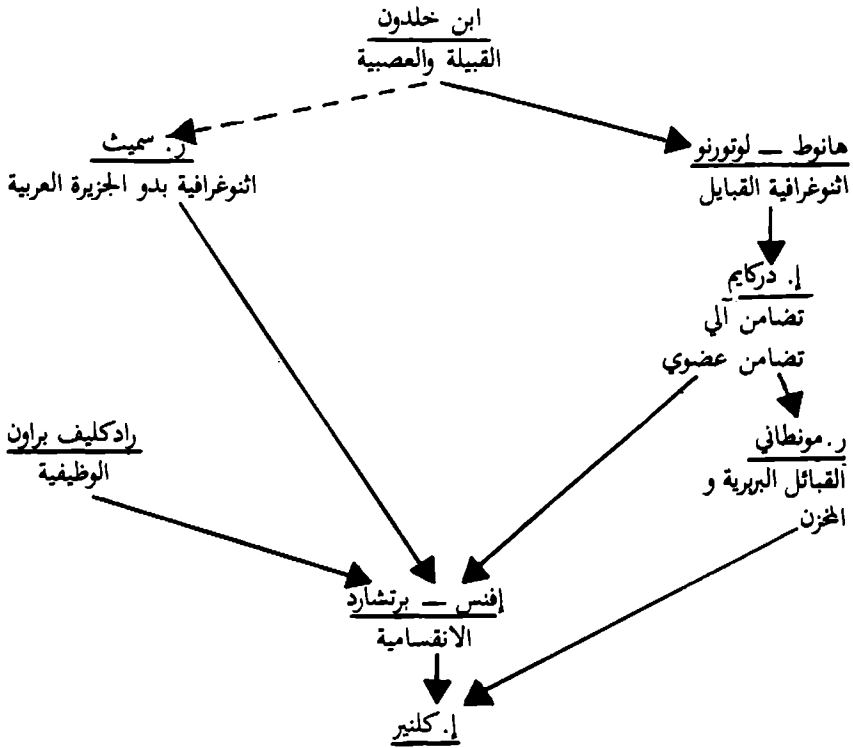 ابن خلدون
القبيلة والعصبية
هانوط — لوتورنو
اثنوغرافية القبايل
ر. سميث
اثنوغرافية بدو الجزيرة العربية
إ. دركايم
تضامن آلي
تضامن عضوي
ر. مونطاني
القبائل البربرية و
المخزن
رادكليف براون
الوظيفية
إفنس — برتشارد
الانقسامية
إ. كلنير